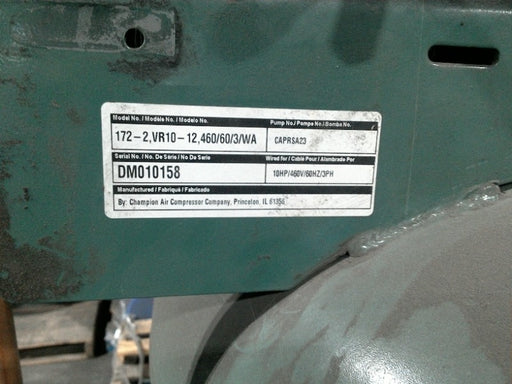 Model No. / Modèle No. / Modelo No.
Pump No. / Pompe No. / Bomba No.
172-2,VR10-12,460/60/3/WA
CAPRSA23
Serial No. / No. De Série / No De Serie
Wired for / Cable Pour / Alambrado Por
DM010158
10HP/460V/60HZ/3PH
Manufactured / Fabriqué / Fabricado
By: Champion Air Compressor Company, Princeton, IL 61356